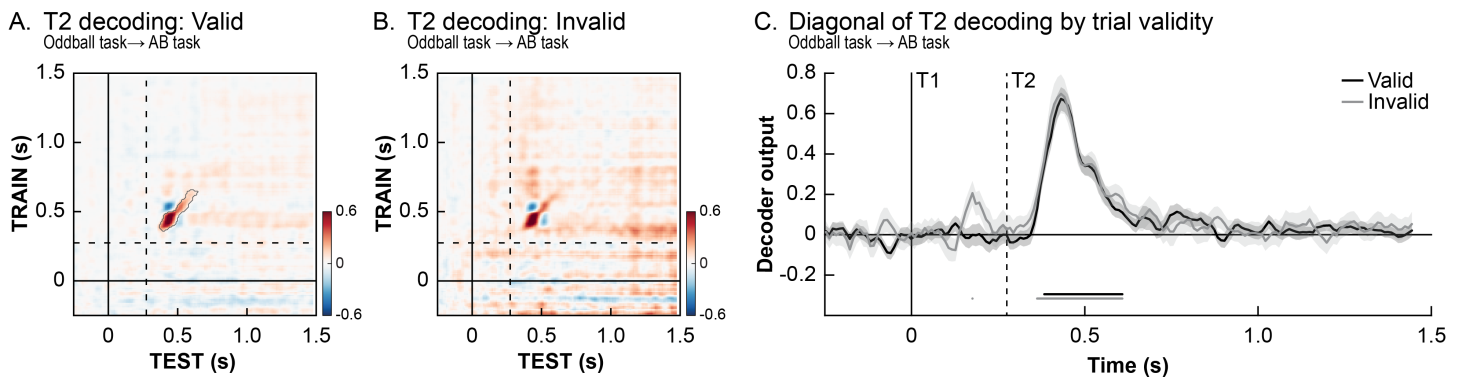 A. T2 decoding: Valid
Oddball task → AB task
1.5
1.0
0.5
0
TRAIN (s)
0.6
0
-0.6
0 0.5 1.0 1.5
TEST (s)
B. T2 decoding: Invalid
Oddball task → AB task
1.5
1.0
0.5
0
TRAIN (s)
0.6
0
-0.6
0 0.5 1.0 1.5
TEST (s)
C. Diagonal of T2 decoding by trial validity
Oddball task → AB task
0.8
0.6
0.4
0.2
0
-0.2
Decoder output
T1
T2
Valid
Invalid
0 0.5 1.0 1.5
Time (s)